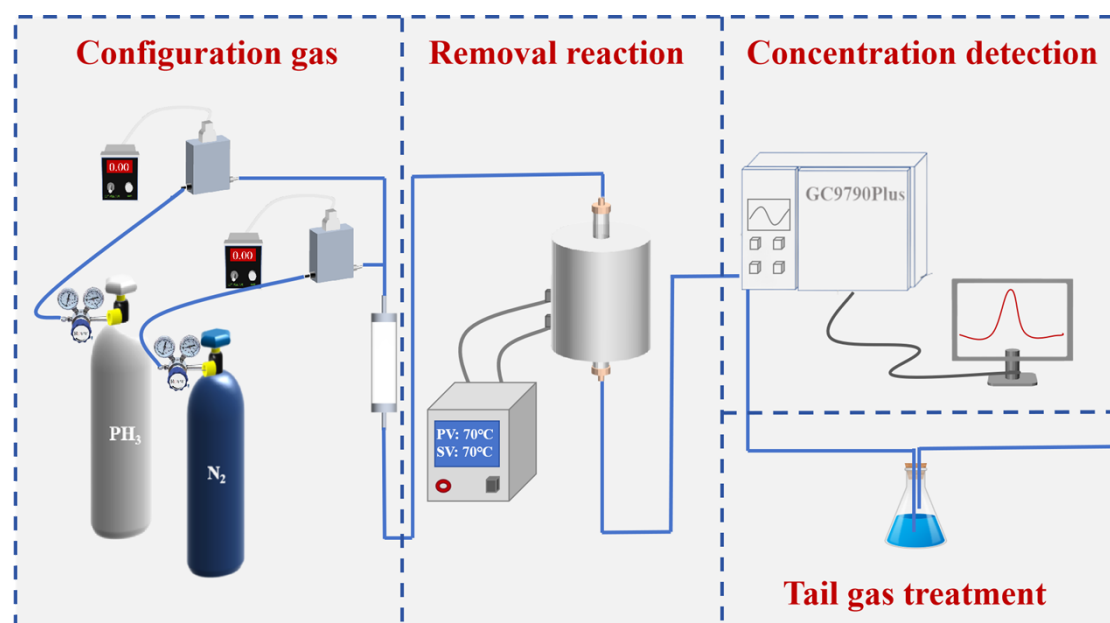 Configuration gas
Removal reaction
Concentration detection
0.00
0.00
GC9790Plus
PH₃
N₂
PV: 70℃
SV: 70℃
Tail gas treatment